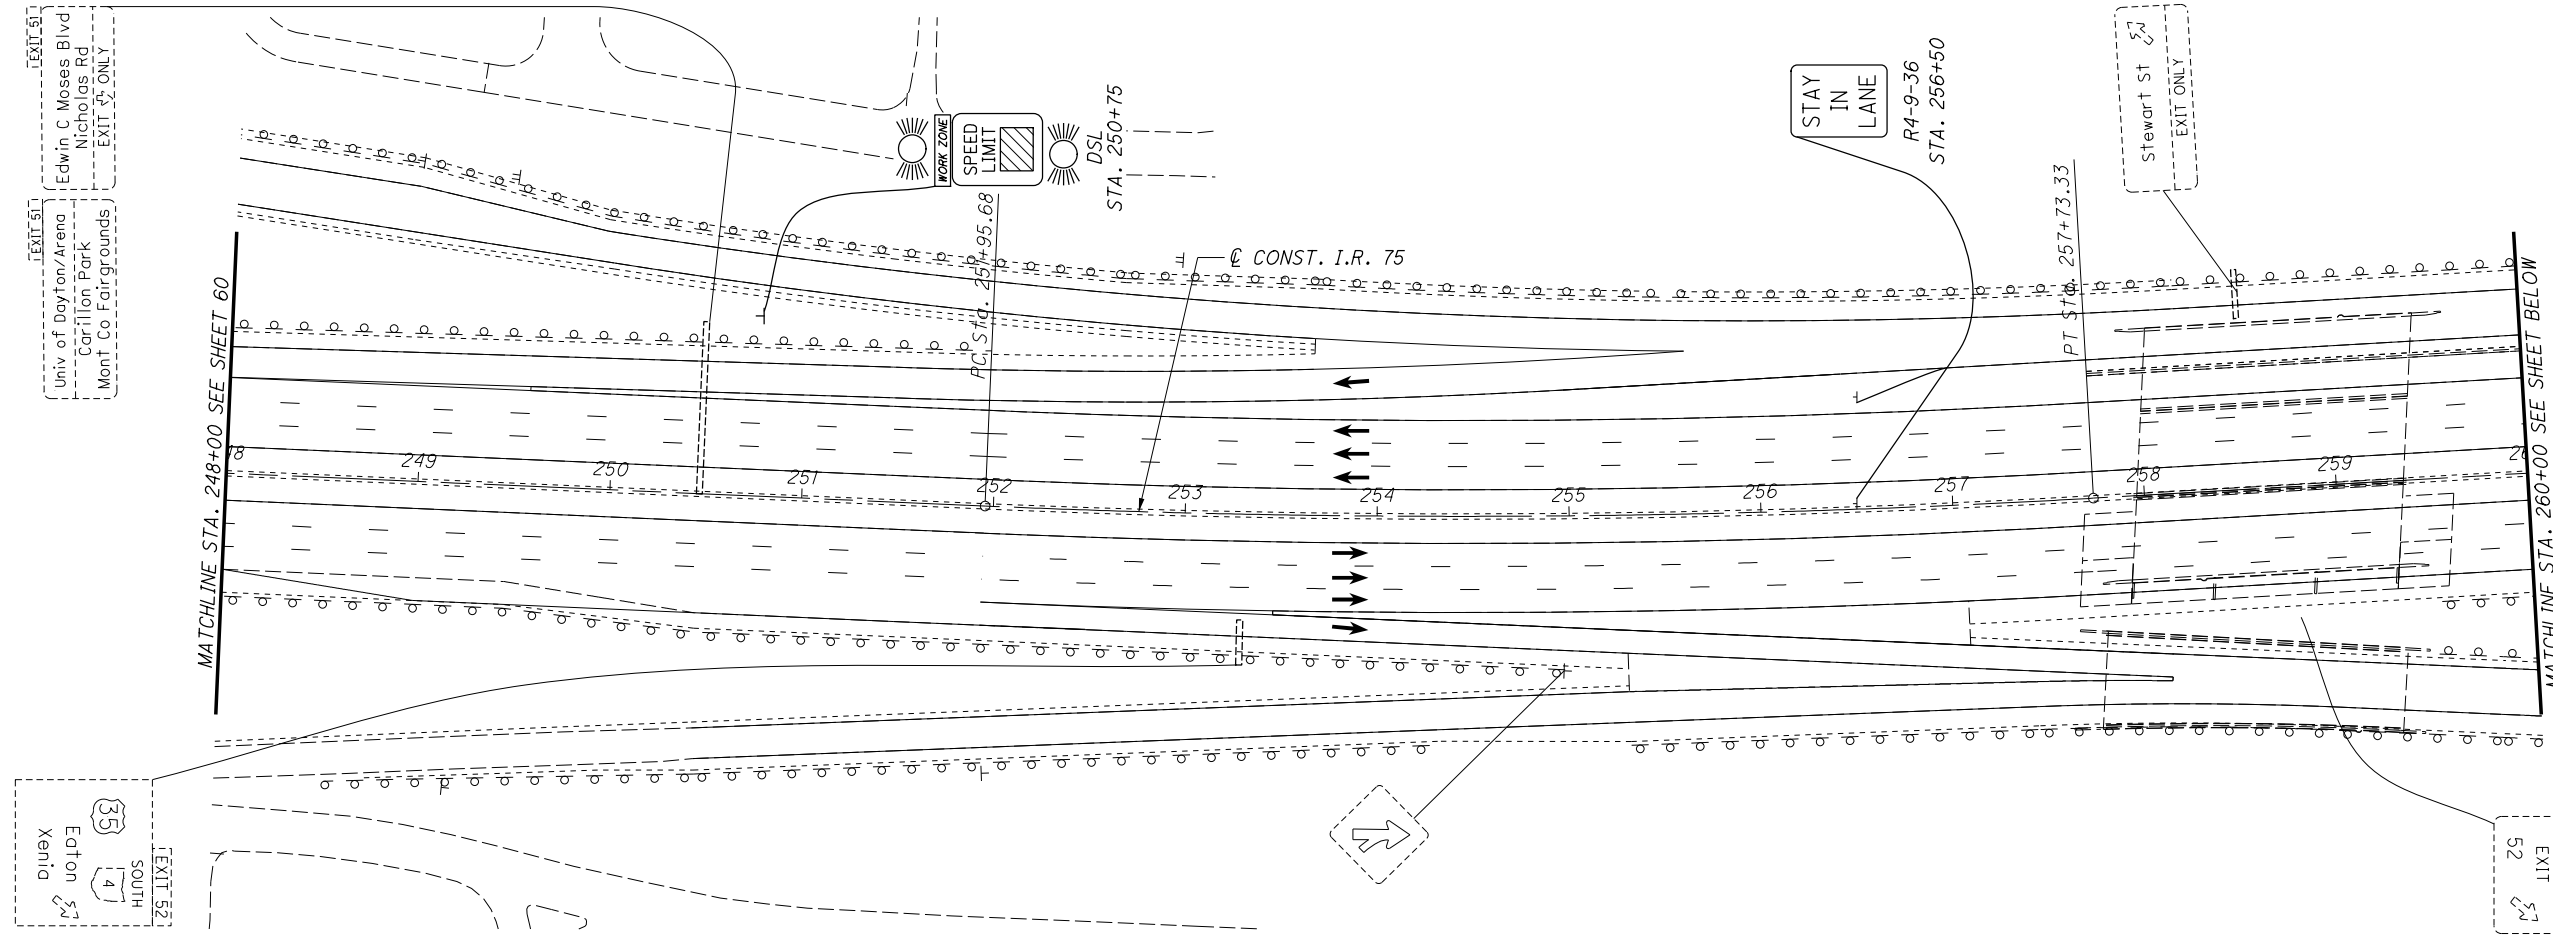 EXIT 51
Edwin C Moses Blvd
Nicholas Rd
EXIT ONLY
EXIT 51
Univ of Dayton/Arena
Carillon Park
Mont Co Fairgrounds
MATCHLINE STA. 248+00 SEE SHEET 60
WORK ZONE
SPEED
LIMIT
DSL
STA. 250+75
PC Sta. 251+95.68
℄ CONST. I.R. 75
STAY
IN
LANE
R4-9-36
STA. 256+50
PT Sta. 257+73.33
Stewart St
EXIT ONLY
MATCHLINE STA. 260+00 SEE SHEET BELOW
249
250
251
252
253
254
255
256
257
258
259
EXIT 52
SOUTH
35
4
Eaton
Xenia
EXIT
52